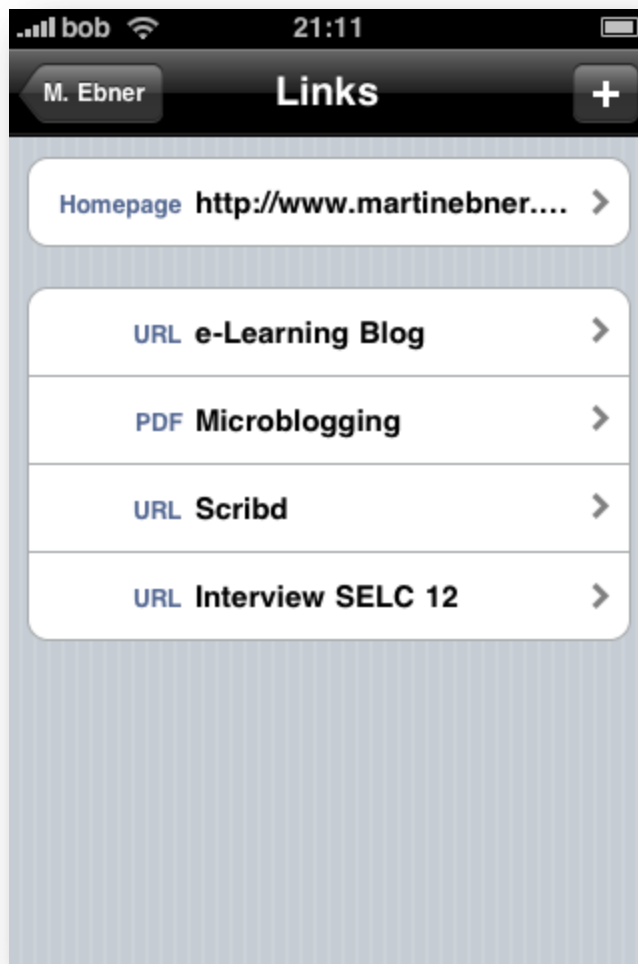 bob 21:11
M. Ebner Links +
Homepage http://www.martinebner....
URL e-Learning Blog
PDF Microblogging
URL Scribd
URL Interview SELC 12